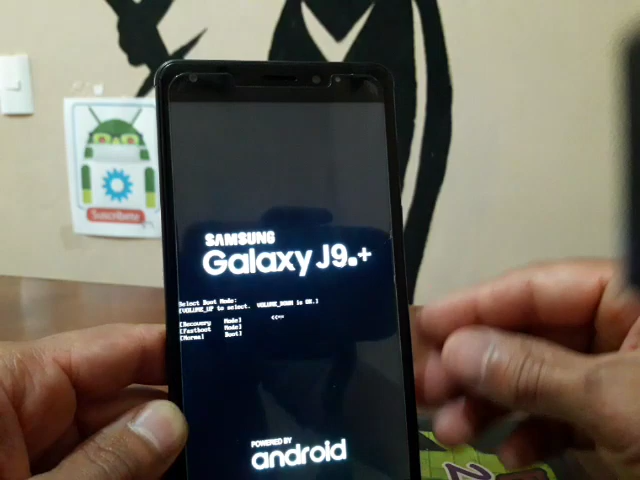 Suscribete
SAMSUNG
Galaxy J9.+
Select Boot Mode:
[VOLUME_UP to select. VOLUME_DOWN is OK.]
[Recovery Mode] <<==
[Fastboot Mode]
[Normal Boot]
POWERED BY
android